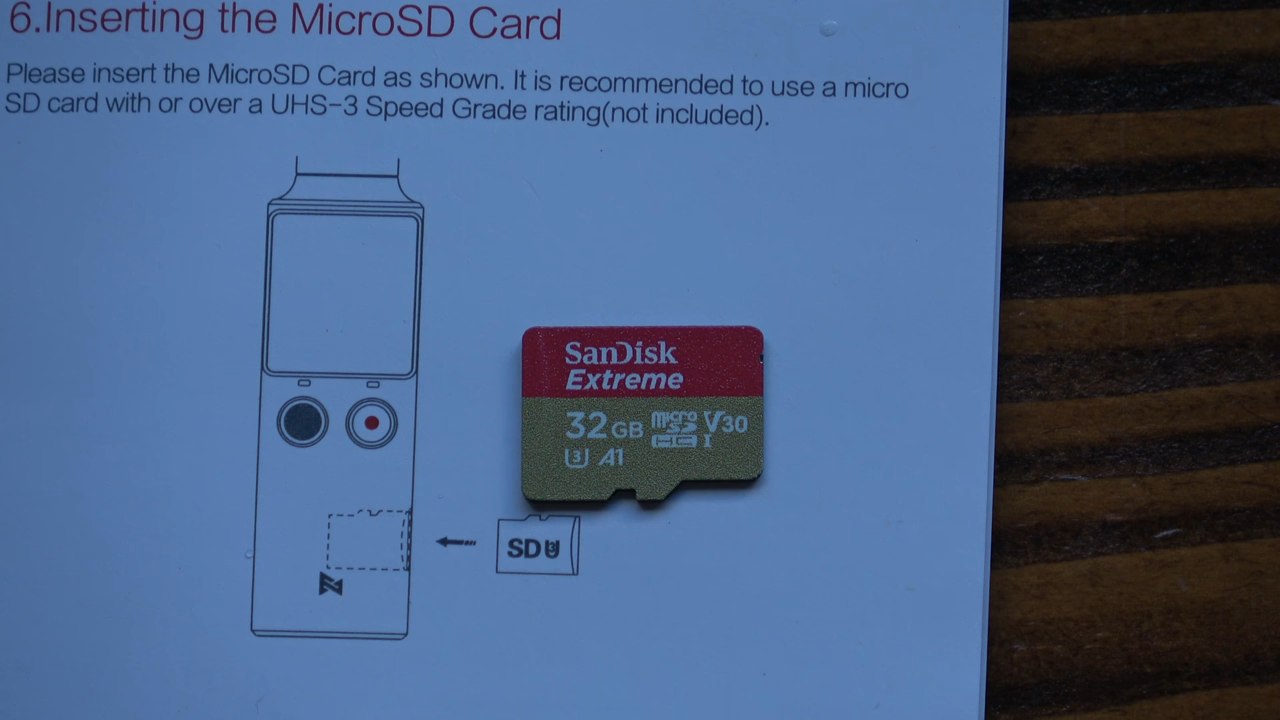 6.Inserting the MicroSD Card
Please insert the MicroSD Card as shown. It is recommended to use a micro
SD card with or over a UHS-3 Speed Grade rating(not included).
SanDisk
Extreme
32GB micro SD HC I V30
U3 A1
SD U3